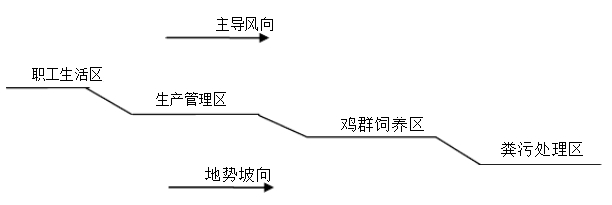 主导风向
职工生活区
生产管理区
鸡群饲养区
粪污处理区
地势坡向